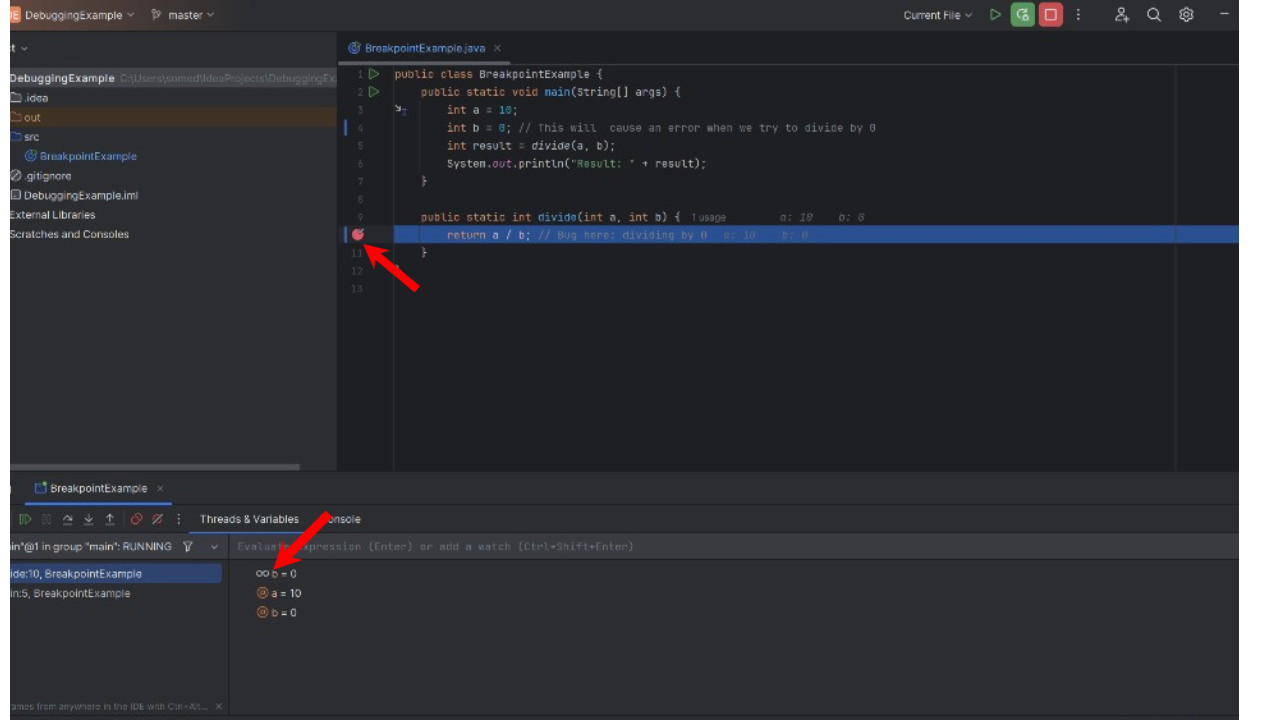 DebuggingExample master Current File
BreakpointExample.java
DebuggingExample C:\Users\somed\IdeaProjects\DebuggingEx
.idea
out
src
BreakpointExample
.gitignore
DebuggingExample.iml
External Libraries
Scratches and Consoles
1 public class BreakpointExample {
2 public static void main(String[] args) {
3 int a = 10;
4 int b = 0; // This will cause an error when we try to divide by 0
5 int result = divide(a, b);
6 System.out.println("Result: " + result);
7 }
8
9 public static int divide(int a, int b) { 1 usage a: 10 b: 0
return a / b; // Bug here: dividing by 0 a: 10 b: 0
11 }
12
13
BreakpointExample
Threads & Variables onsole
in"@1 in group "main": RUNNING
Evaluate expression (Enter) or add a watch (Ctrl+Shift+Enter)
ide:10, BreakpointExample
in:5, BreakpointExample
b = 0
a = 10
b = 0
ames from anywhere in the IDE with Ctrl+Alt...